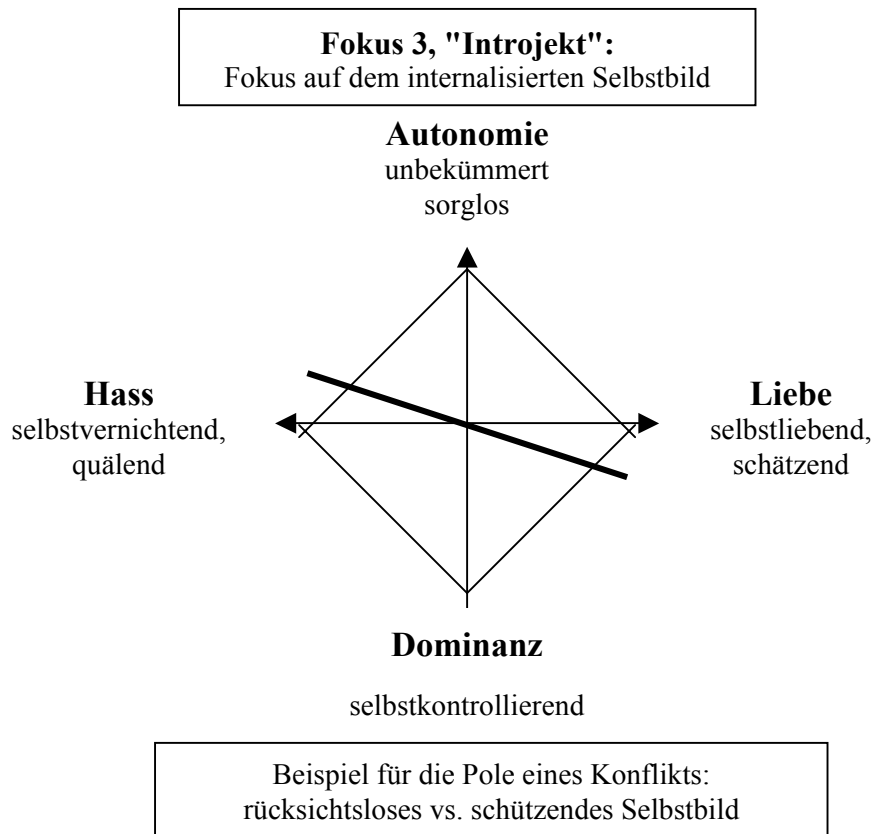 Fokus 3, "Introjekt":
Fokus auf dem internalisierten Selbstbild
Autonomie
unbekümmert
sorglos
Hass
selbstvernichtend,
quälend
Liebe
selbstliebend,
schätzend
Dominanz
selbstkontrollierend
Beispiel für die Pole eines Konflikts:
rücksichtsloses vs. schützendes Selbstbild